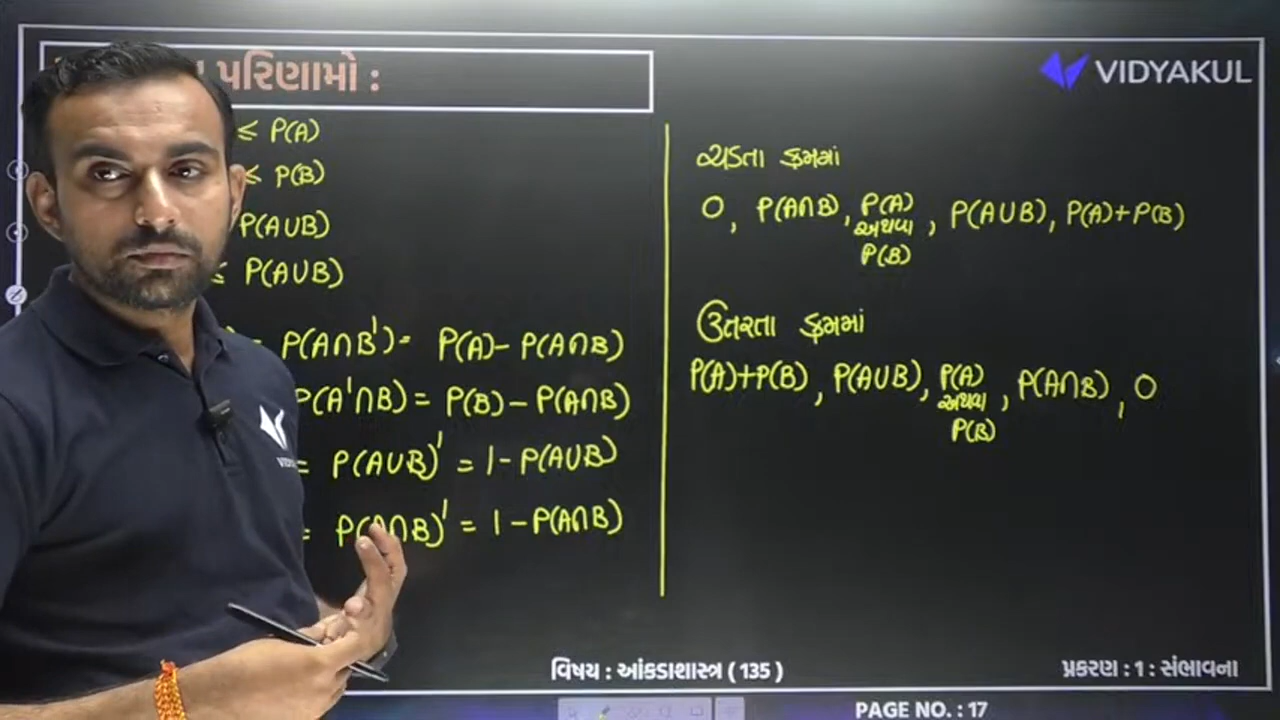 પરિણામો :
VIDYAKUL
≤ P(A)
≤ P(B)
P(A∪B)
≤ P(A∪B)
– P(A∩B') = P(A) – P(A∩B)
P(A'∩B) = P(B) – P(A∩B)
= P(A∪B)' = 1 – P(A∪B)
= P(A∩B)' = 1 – P(A∩B)
ચડતા ક્રમમાં
0, P(A∩B), P(A) અથવા P(B), P(A∪B), P(A)+P(B)
ઉતરતા ક્રમમાં
P(A)+P(B), P(A∪B), P(A) અથવા P(B), P(A∩B), 0
વિષય : આંકડાશાસ્ત્ર ( 135 )
પ્રકરણ : 1 : સંભાવના
PAGE NO. : 17